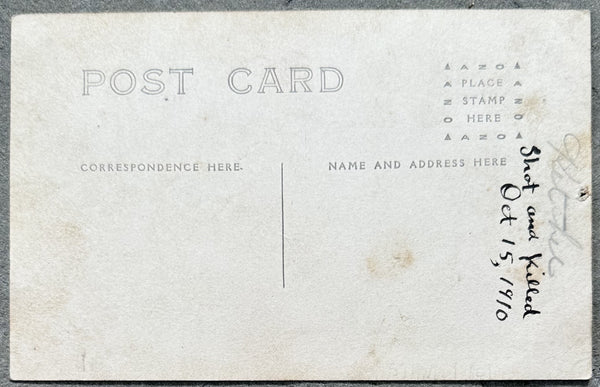 POST CARD
▲ A Z O ▲
A PLACE A
Z STAMP Z
O HERE O
▲ A Z O ▲
CORRESPONDENCE HERE.
NAME AND ADDRESS HERE
Shot and Killed
Oct 15, 1910